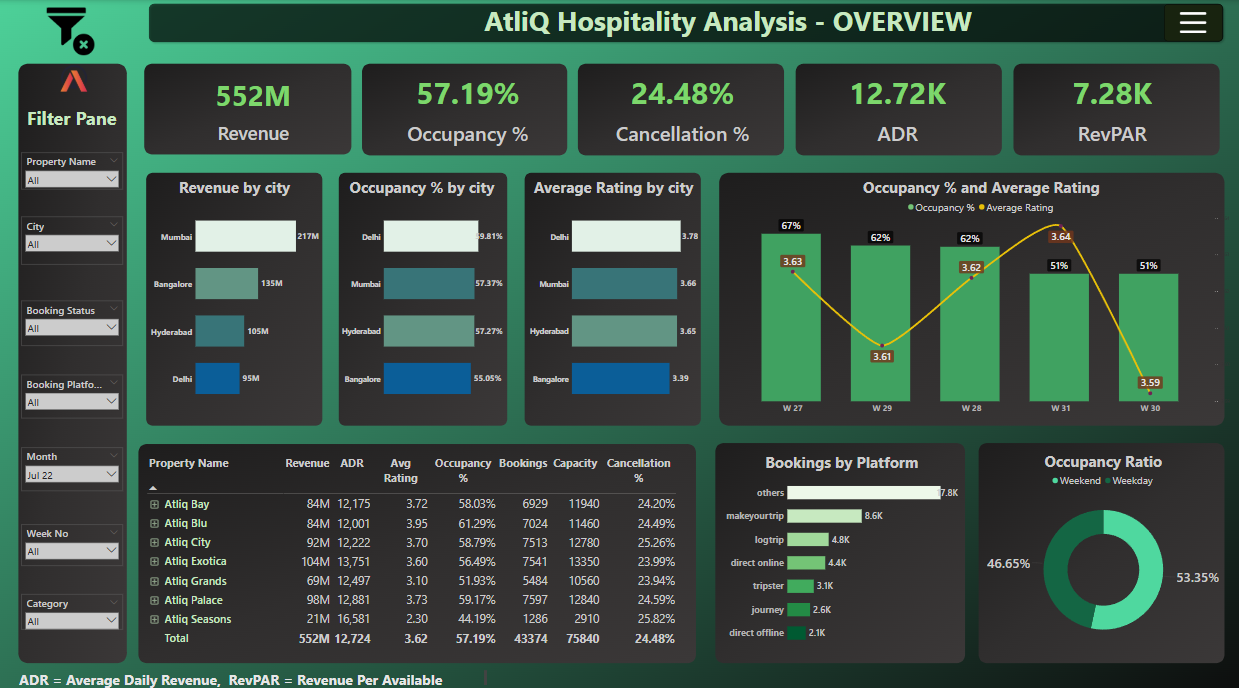 AtliQ Hospitality Analysis - OVERVIEW
Filter Pane
Property Name
All
City
All
Booking Status
All
Booking Platfo...
All
Month
Jul 22
Week No
All
Category
All
552M
Revenue
57.19%
Occupancy %
24.48%
Cancellation %
12.72K
ADR
7.28K
RevPAR
Revenue by city
Mumbai 217M
Bangalore 135M
Hyderabad 105M
Delhi 95M
Occupancy % by city
Delhi 59.81%
Mumbai 57.37%
Hyderabad 57.27%
Bangalore 55.05%
Average Rating by city
Delhi 3.78
Mumbai 3.66
Hyderabad 3.65
Bangalore 3.39
Occupancy % and Average Rating
Occupancy % Average Rating
67% 62% 62% 51% 51%
3.63 3.61 3.62 3.64 3.59
W 27 W 29 W 28 W 31 W 30
Property Name Revenue ADR Avg Rating Occupancy % Bookings Capacity Cancellation %
Atliq Bay 84M 12,175 3.72 58.03% 6929 11940 24.20%
Atliq Blu 84M 12,001 3.95 61.29% 7024 11460 24.49%
Atliq City 92M 12,222 3.70 58.79% 7513 12780 25.26%
Atliq Exotica 104M 13,751 3.60 56.49% 7541 13350 23.99%
Atliq Grands 69M 12,497 3.10 51.93% 5484 10560 23.94%
Atliq Palace 98M 12,881 3.73 59.17% 7597 12840 24.59%
Atliq Seasons 21M 16,581 2.30 44.19% 1286 2910 25.82%
Total 552M 12,724 3.62 57.19% 43374 75840 24.48%
Bookings by Platform
others
makeyourtrip 8.6K
logtrip 4.8K
direct online 4.4K
tripster 3.1K
journey 2.6K
direct offline 2.1K
Occupancy Ratio
Weekend Weekday
46.65%
53.35%
ADR = Average Daily Revenue, RevPAR = Revenue Per Available